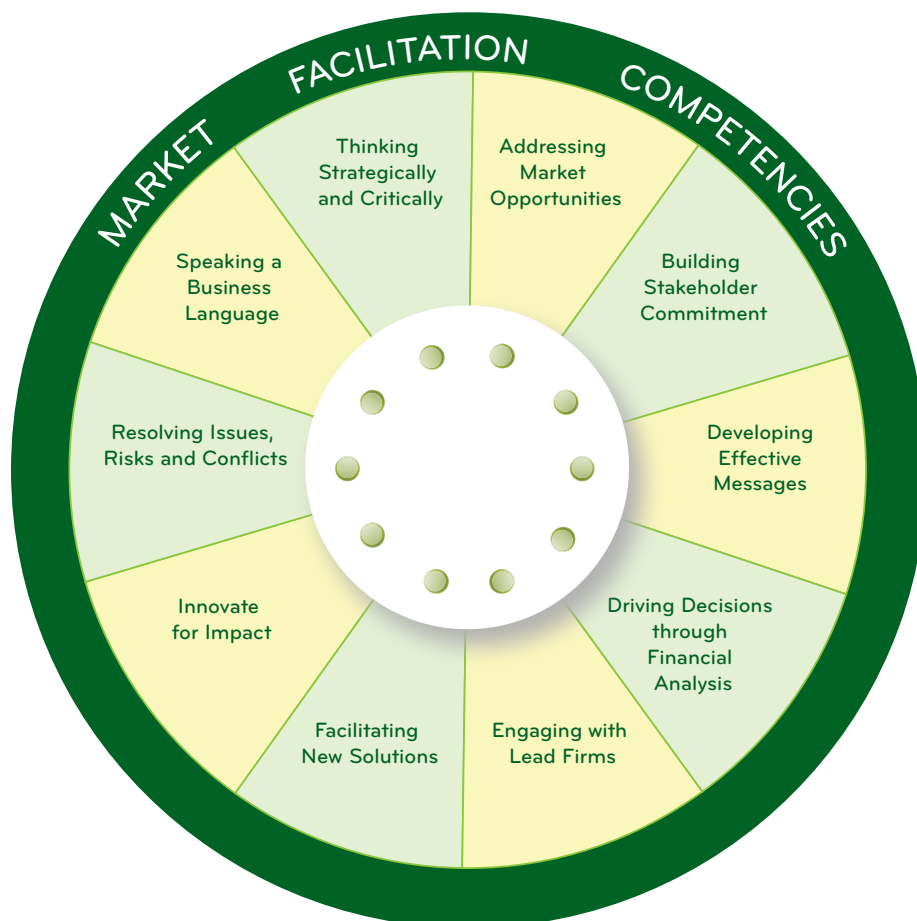 MARKET FACILITATION COMPETENCIES
Thinking
Strategically
and Critically
Addressing
Market
Opportunities
Building
Stakeholder
Commitment
Developing
Effective
Messages
Driving Decisions
through
Financial
Analysis
Engaging with
Lead Firms
Facilitating
New Solutions
Innovate
for Impact
Resolving Issues,
Risks and Conflicts
Speaking a
Business
Language